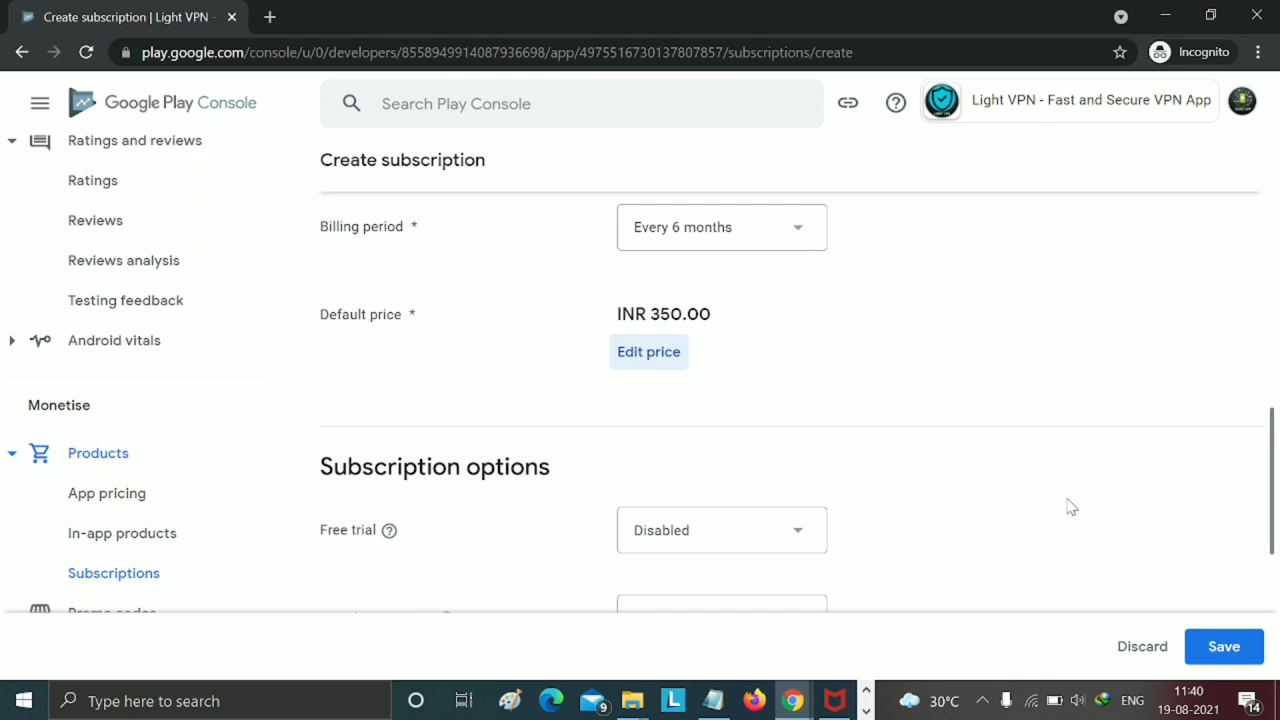 Create subscription | Light VPN -
play.google.com/console/u/0/developers/8558949914087936698/app/4975516730137807857/subscriptions/create
Incognito
Google Play Console
Search Play Console
Light VPN - Fast and Secure VPN App
Ratings and reviews
Ratings
Reviews
Reviews analysis
Testing feedback
Android vitals
Monetise
Products
App pricing
In-app products
Subscriptions
Promo codes
Create subscription
Billing period *
Every 6 months
Default price *
INR 350.00
Edit price
Subscription options
Free trial
Disabled
Discard
Save
Type here to search
9
L
30°C
ENG
11:40
19-08-2021
14